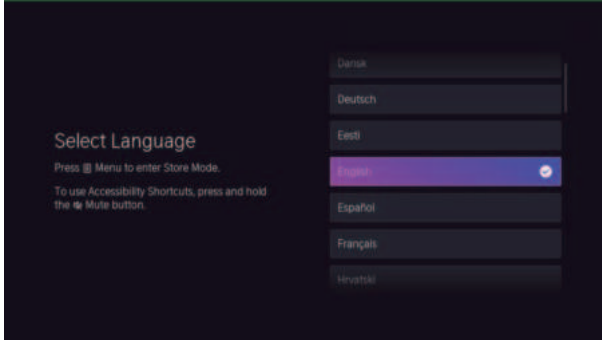 Select Language
Press Menu to enter Store Mode.
To use Accessibility Shortcuts, press and hold
the Mute button.
Dansk
Deutsch
Eesti
English
Español
Français
Hrvatski